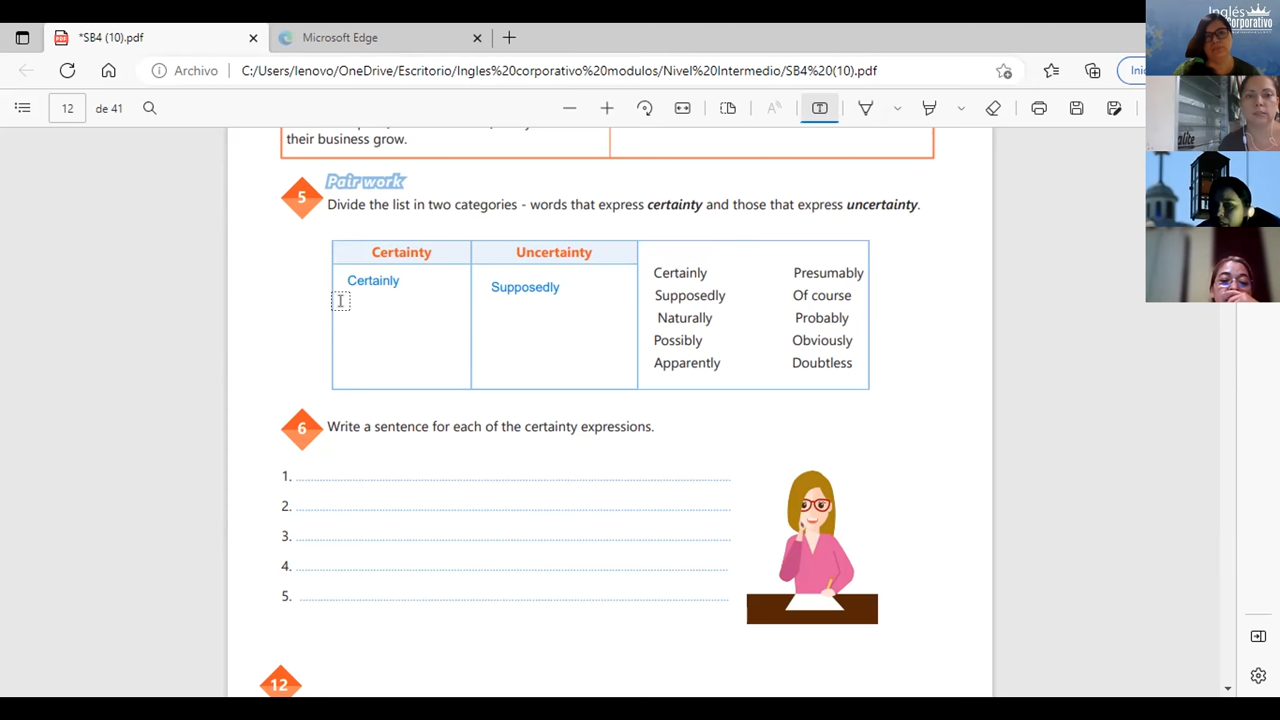 *SB4 (10).pdf
Microsoft Edge
Archivo
C:/Users/lenovo/OneDrive/Escritorio/Ingles%20corporativo%20modulos/Nivel%20Intermedio/SB4%20(10).pdf
12 de 41
their business grow.
5
Pair work
Divide the list in two categories - words that express certainty and those that express uncertainty.
Certainty Uncertainty
Certainly Supposedly
Certainly Presumably
Supposedly Of course
Naturally Probably
Possibly Obviously
Apparently Doubtless
6 Write a sentence for each of the certainty expressions.
1.
2.
3.
4.
5.
12
Inglés